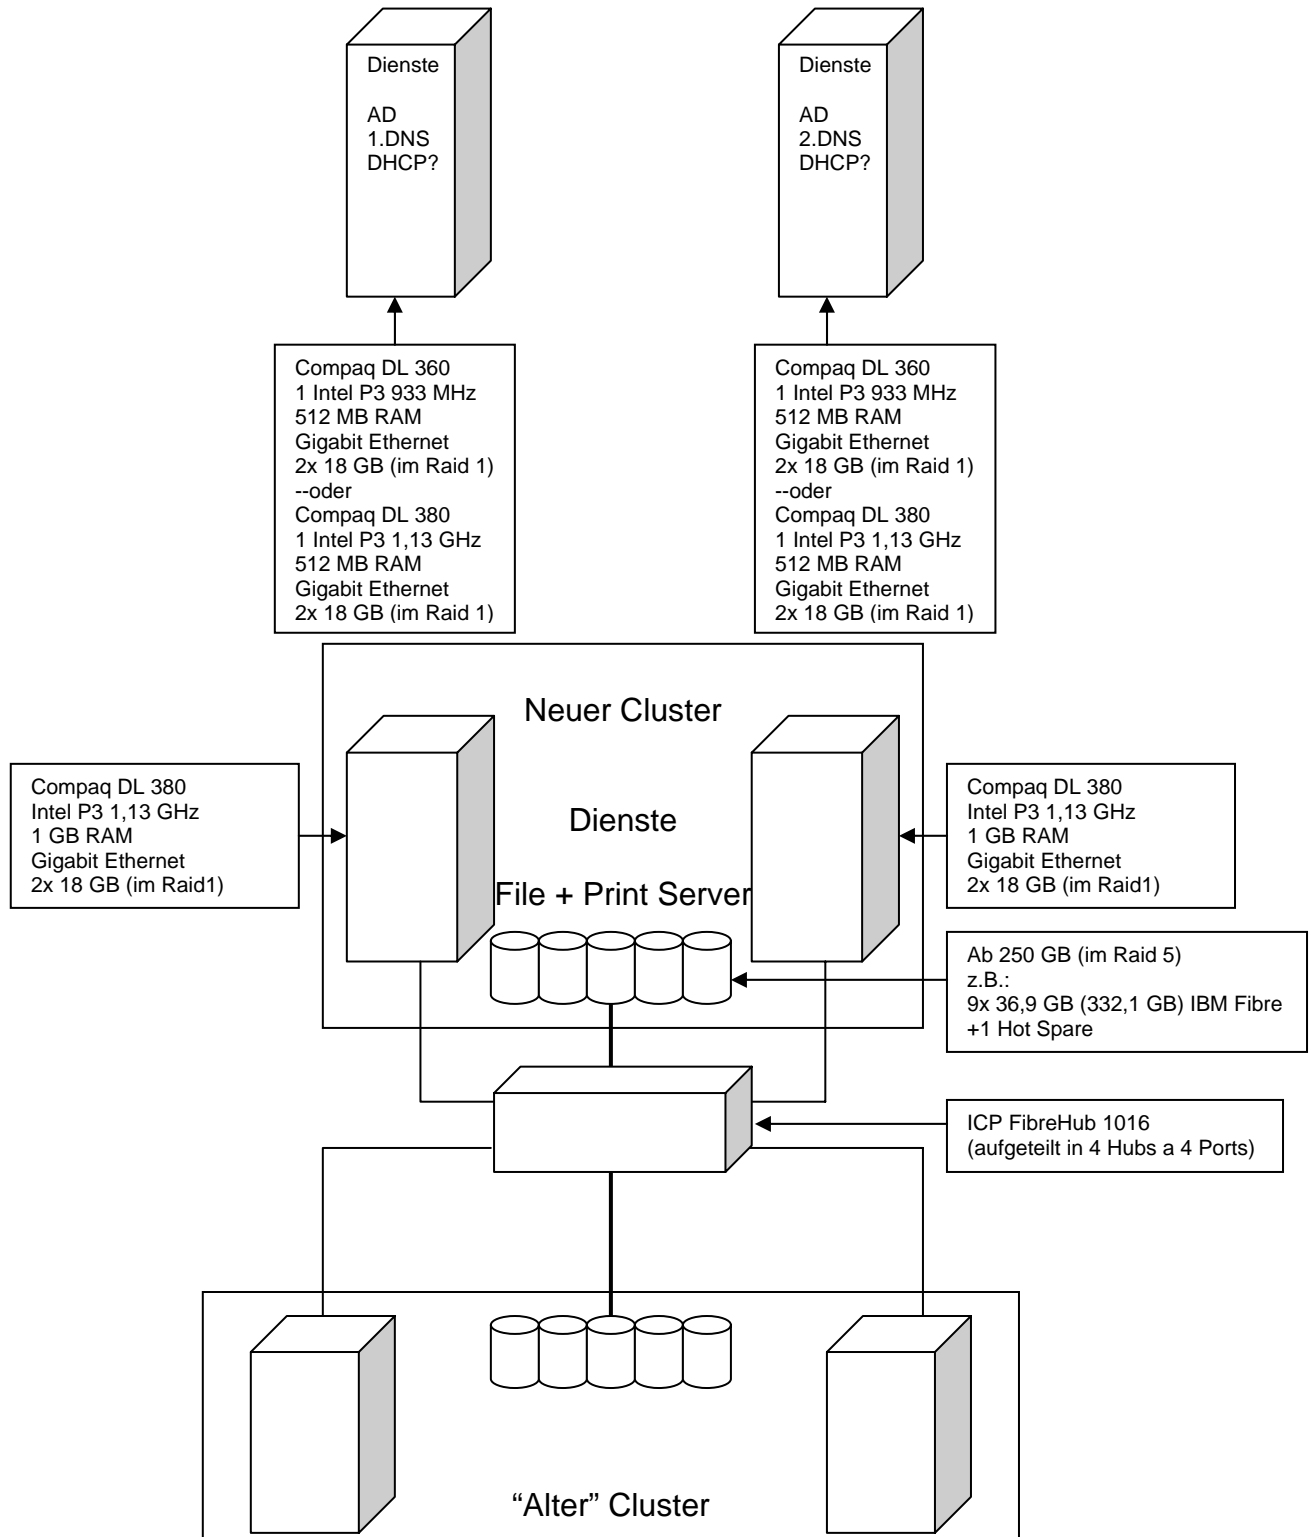 Dienste
AD
1.DNS
DHCP?
Dienste
AD
2.DNS
DHCP?
Compaq DL 360
1 Intel P3 933 MHz
512 MB RAM
Gigabit Ethernet
2x 18 GB (im Raid 1)
--oder
Compaq DL 380
1 Intel P3 1,13 GHz
512 MB RAM
Gigabit Ethernet
2x 18 GB (im Raid 1)
Compaq DL 360
1 Intel P3 933 MHz
512 MB RAM
Gigabit Ethernet
2x 18 GB (im Raid 1)
--oder
Compaq DL 380
1 Intel P3 1,13 GHz
512 MB RAM
Gigabit Ethernet
2x 18 GB (im Raid 1)
Neuer Cluster
Dienste
File + Print Server
Compaq DL 380
Intel P3 1,13 GHz
1 GB RAM
Gigabit Ethernet
2x 18 GB (im Raid1)
Compaq DL 380
Intel P3 1,13 GHz
1 GB RAM
Gigabit Ethernet
2x 18 GB (im Raid1)
Ab 250 GB (im Raid 5)
z.B.:
9x 36,9 GB (332,1 GB) IBM Fibre
+1 Hot Spare
ICP FibreHub 1016
(aufgeteilt in 4 Hubs a 4 Ports)
“Alter” Cluster